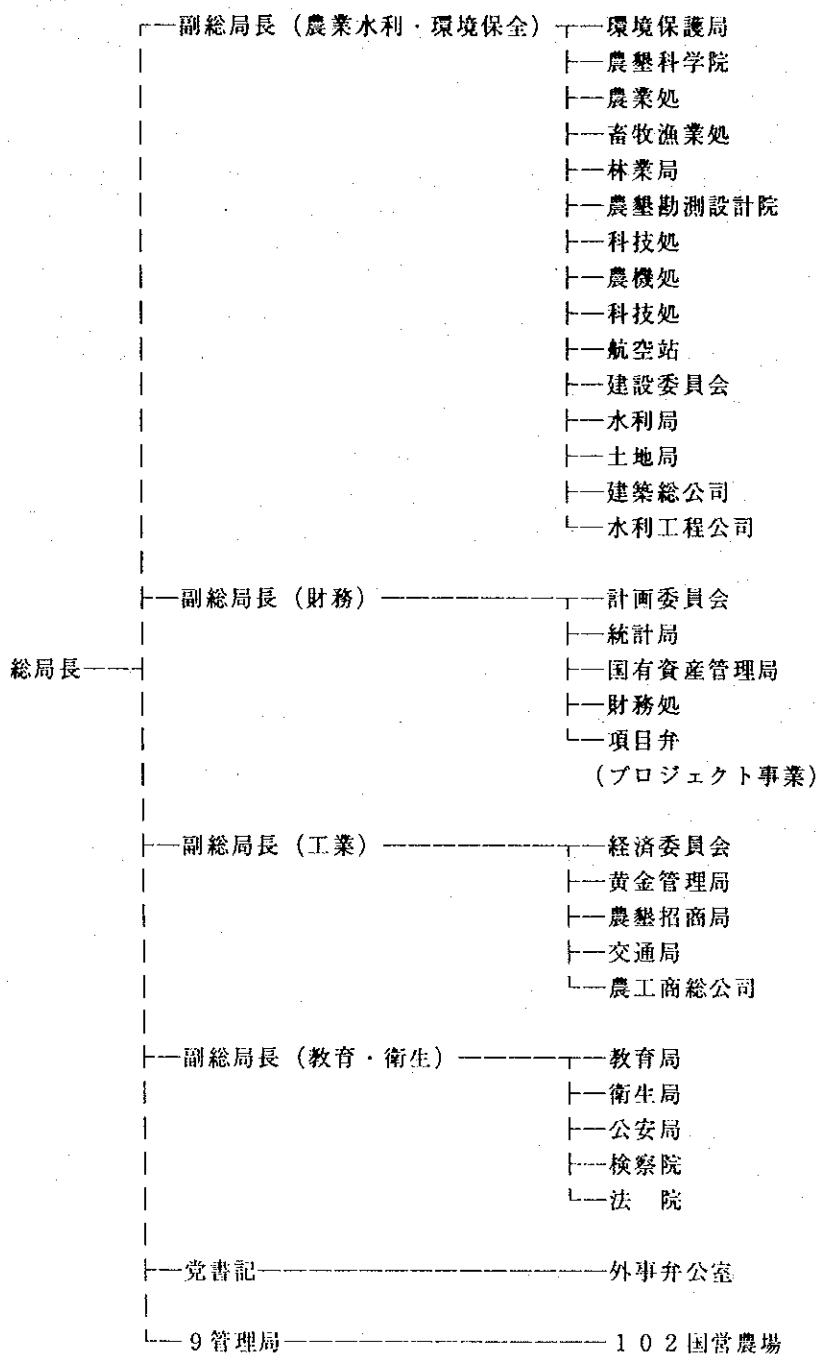 副総局長（農業水利・環境保全） 環境保護局
農墾科学院
農業処
畜牧漁業処
林業局
農墾勘測設計院
科技処
農機処
科技処
航空站
建設委員会
水利局
土地局
建築総公司
水利工程公司
副総局長（財務） 計画委員会
統計局
総局長 国有資産管理局
財務処
項目弁
(プロジェクト事業)
副総局長（工業） 経済委員会
黄金管理局
農墾招商局
交通局
農工商総公司
副総局長（教育・衛生） 教育局
衛生局
公安局
検察院
法　院
党書記 外事弁公室
9管理局 102国営農場